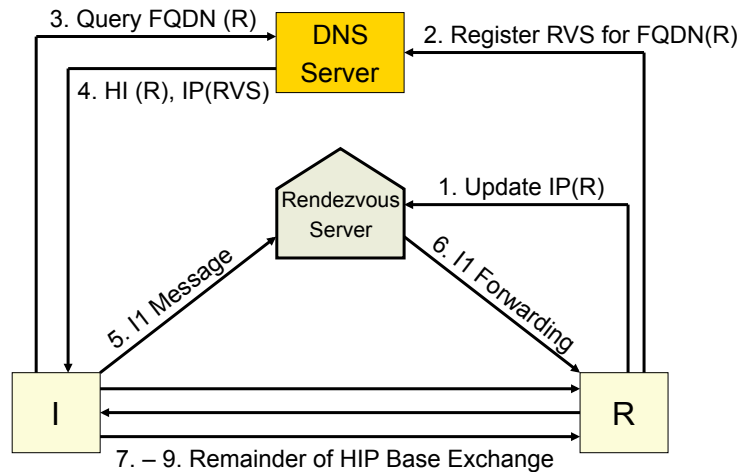 3. Query FQDN (R)
DNS
Server
2. Register RVS for FQDN(R)
4. HI (R), IP(RVS)
Rendezvous
Server
1. Update IP(R)
5. I1 Message
6. I1 Forwarding
I
R
7. – 9. Remainder of HIP Base Exchange